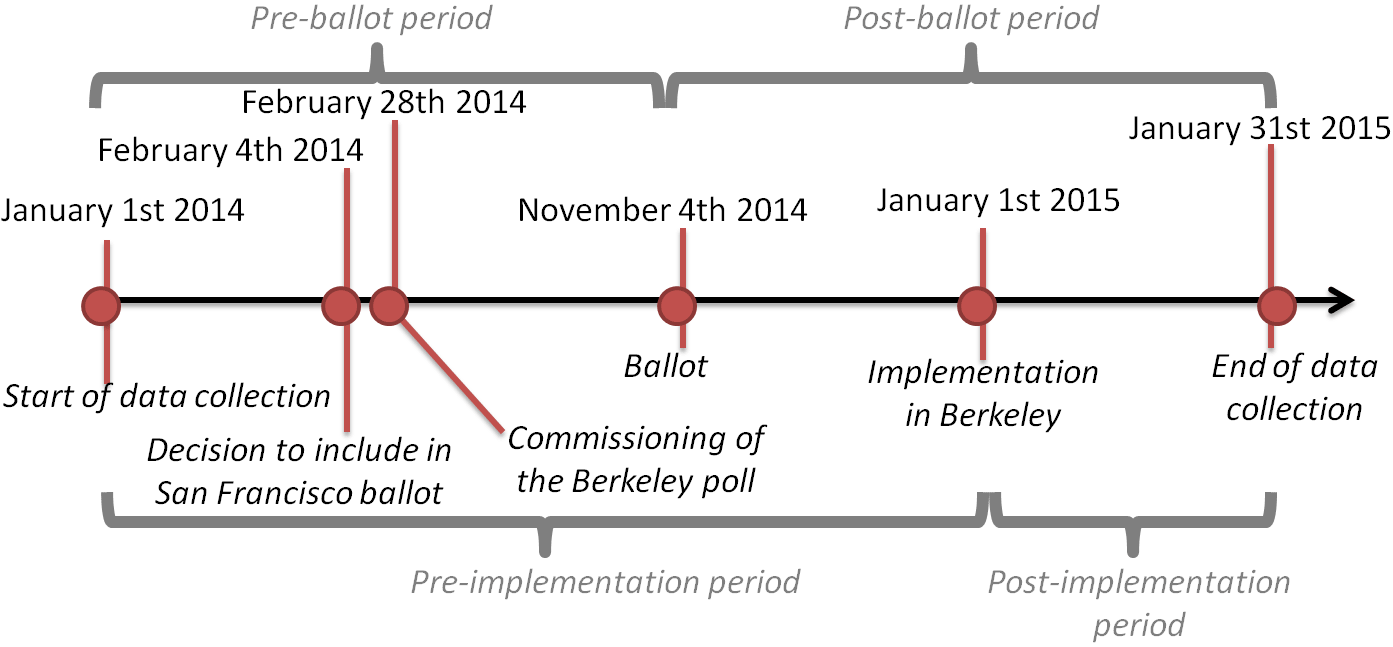 Pre-ballot period
Post-ballot period
February 28th 2014
January 31st 2015
February 4th 2014
January 1st 2014
November 4th 2014
January 1st 2015
Start of data collection
Decision to include in
San Francisco ballot
Commissioning of
the Berkeley poll
Ballot
Implementation
in Berkeley
End of data
collection
Pre-implementation period
Post-implementation
period